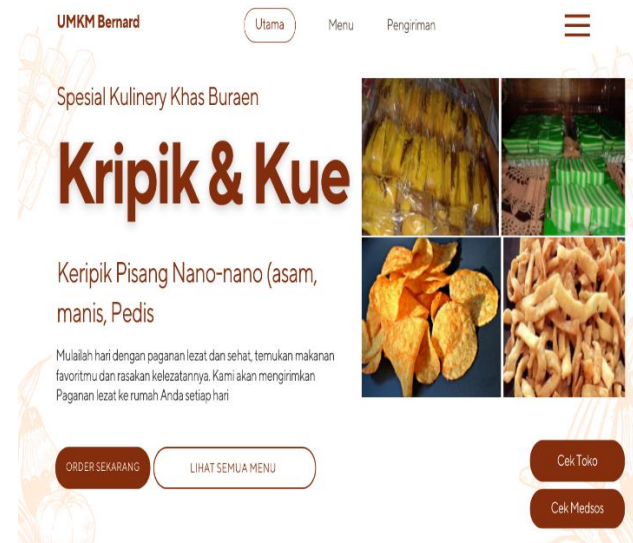 UMKM Bernard
Utama
Menu
Pengiriman
Spesial Kulinery Khas Buraen
Kripik & Kue
Keripik Pisang Nano-nano (asam,
manis, Pedis
Mulailah hari dengan paganan lezat dan sehat, temukan makanan
favoritmu dan rasakan kelezatannya. Kami akan mengirimkan
Paganan lezat ke rumah Anda setiap hari
ORDER SEKARANG
LIHAT SEMUA MENU
Cek Toko
Cek Medsos